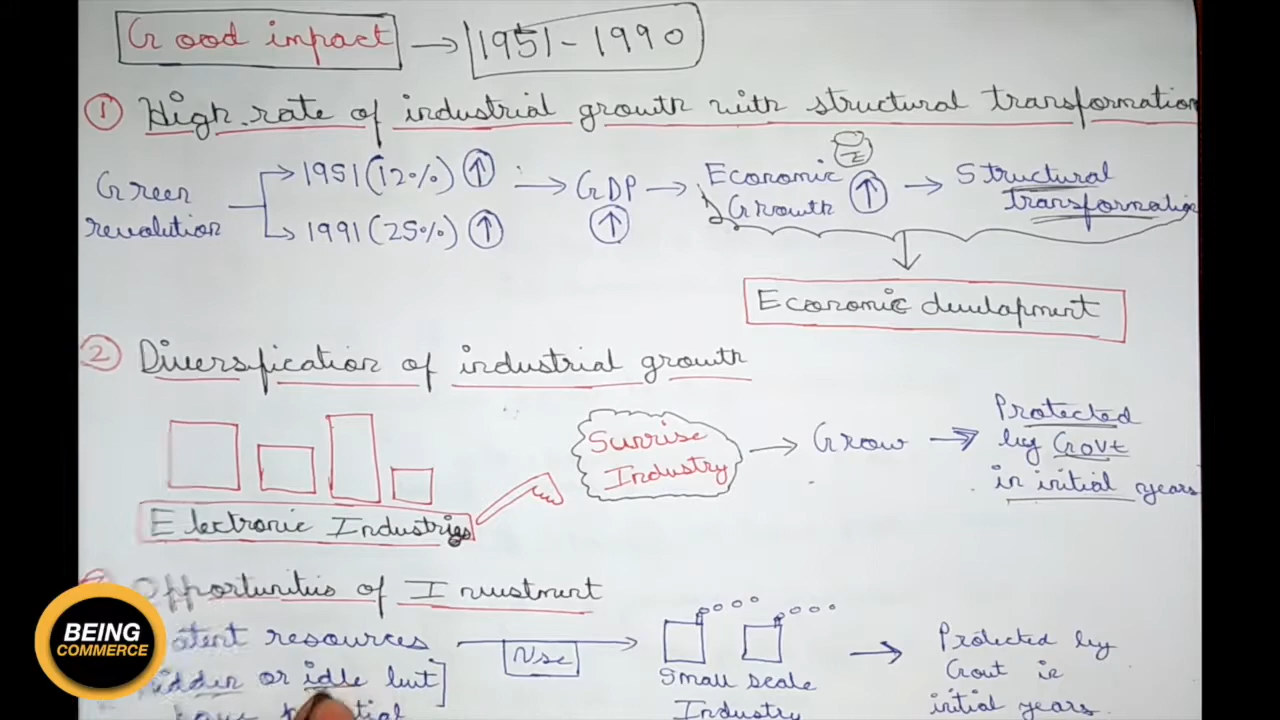 Good impact → 1951 - 1990
① High rate of industrial growth with structural transformation
Green revolution
1951 (12%) ↑
1991 (25%) ↑
→ GDP ↑ → Economic Growth ↑ → Structural transformation
Economic development
② Diversification of industrial growth
Electronic Industries
Sunrise Industry → Grow → Protected by Govt in initial years
Opportunities of Investment
resources
or idle but
Use
Small scale Industry
→ Protected by Govt in initial years.
BEING COMMERCE